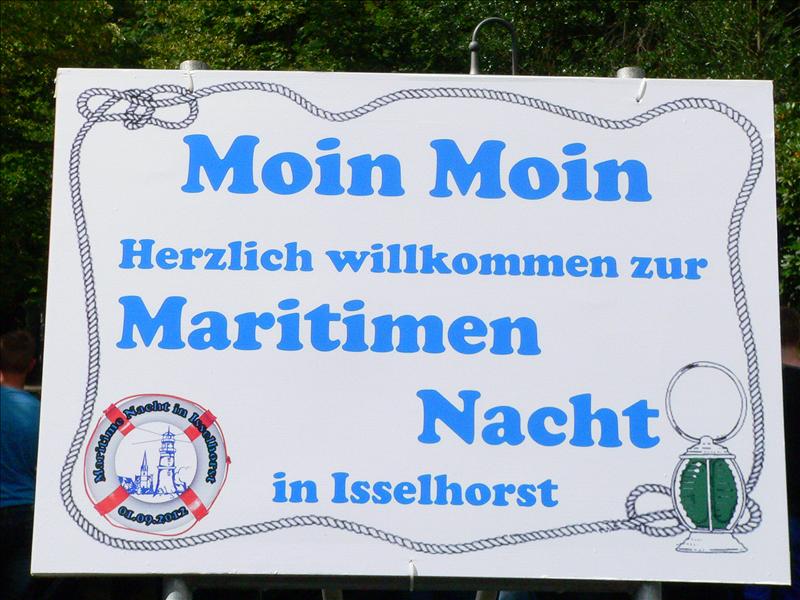 Moin Moin
Herzlich willkommen zur
Maritimen
Nacht
in Isselhorst
Maritime Nacht in Isselhorst
01.09.2012